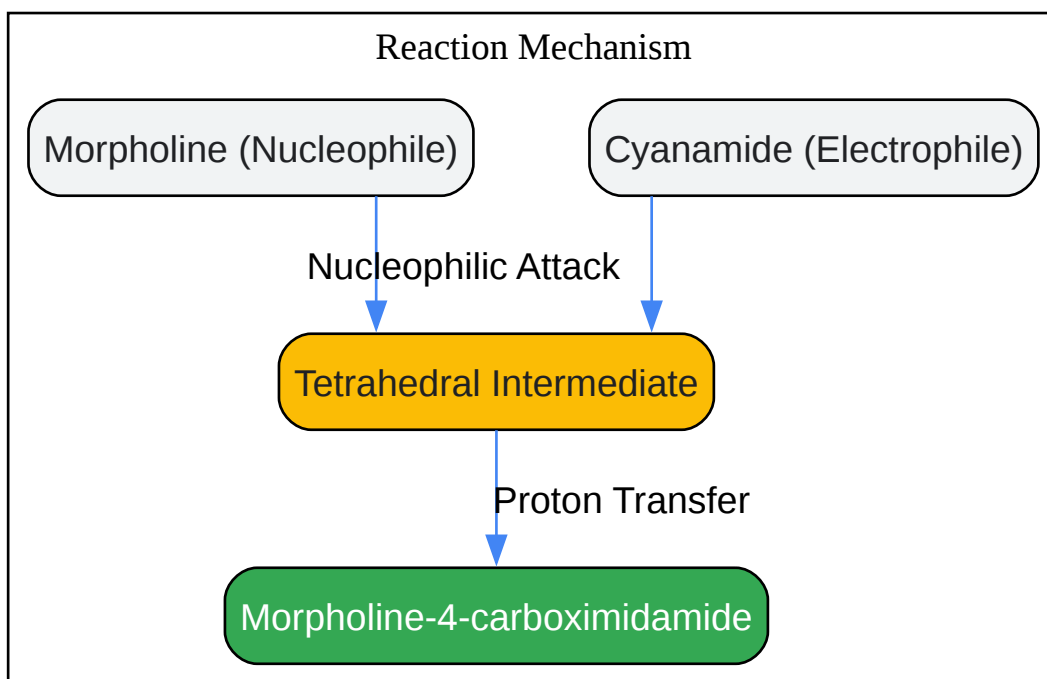 Reaction Mechanism
Morpholine (Nucleophile)
Cyanamide (Electrophile)
Nucleophilic Attack
Tetrahedral Intermediate
Proton Transfer
Morpholine-4-carboximidamide